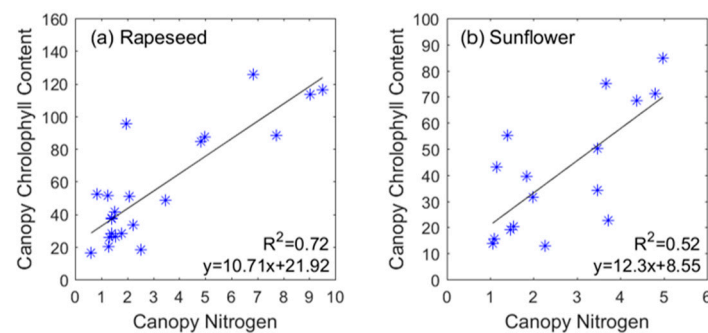 (a) Rapeseed
160
140
120
100
80
60
40
20
0
Canopy Chrolophyll Content
R²=0.72
y=10.71x+21.92
0 1 2 3 4 5 6 7 8 9 10
Canopy Nitrogen
(b) Sunflower
100
90
80
70
60
50
40
30
20
10
0
Canopy Chrolophyll Content
R²=0.52
y=12.3x+8.55
0 1 2 3 4 5 6
Canopy Nitrogen